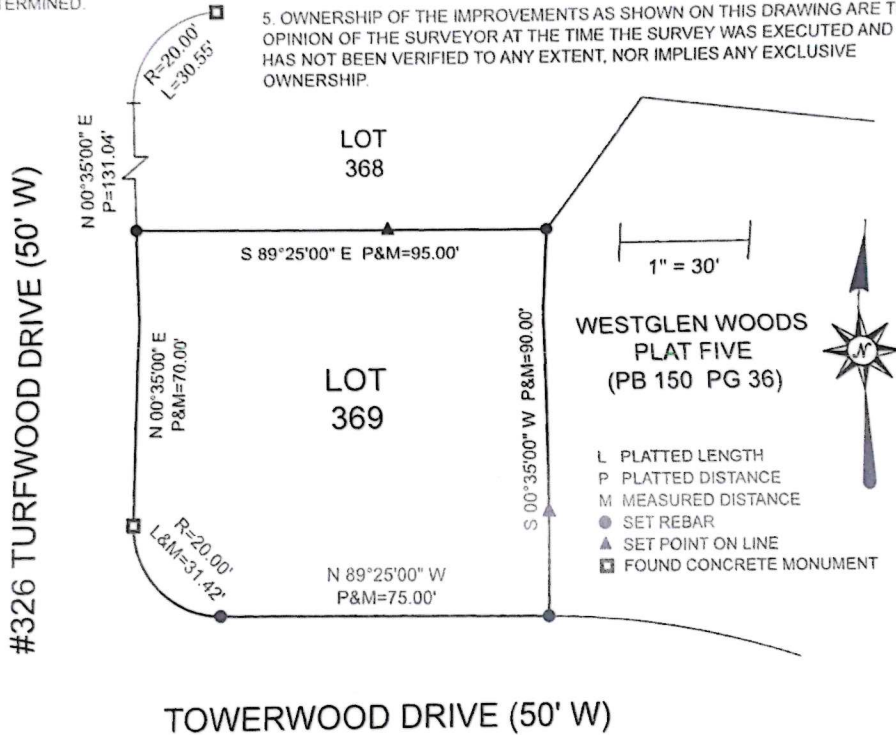 5. OWNERSHIP OF THE IMPROVEMENTS AS SHOWN ON THIS DRAWING ARE
OPINION OF THE SURVEYOR AT THE TIME THE SURVEY WAS EXECUTED AND
HAS NOT BEEN VERIFIED TO ANY EXTENT, NOR IMPLIES ANY EXCLUSIVE
OWNERSHIP.
R=20.00'
L=30.55'
LOT
368
N 00°35'00" E
P=131.04'
S 89°25'00" E P&M=95.00'
1" = 30'
#326 TURFWOOD DRIVE (50' W)
N 00°35'00" E
P&M=70.00'
LOT
369
S 00°35'00" W P&M=90.00'
WESTGLEN WOODS
PLAT FIVE
(PB 150 PG 36)
N
L PLATTED LENGTH
P PLATTED DISTANCE
M MEASURED DISTANCE
SET REBAR
SET POINT ON LINE
FOUND CONCRETE MONUMENT
R=20.00'
L&M=31.42'
N 89°25'00" W
P&M=75.00'
TOWERWOOD DRIVE (50' W)